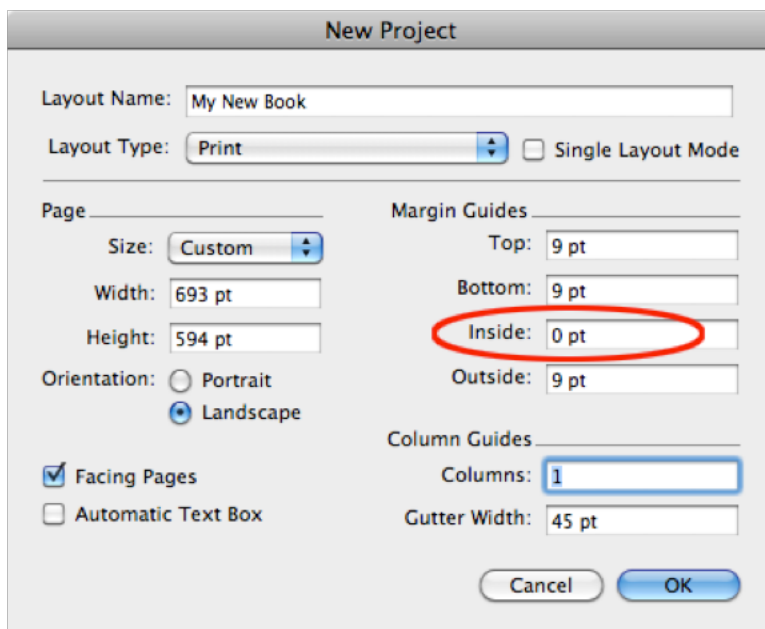 New Project
Layout Name: My New Book
Layout Type: Print Single Layout Mode
Page
Size: Custom
Width: 693 pt
Height: 594 pt
Orientation: Portrait
Landscape
Facing Pages
Automatic Text Box
Margin Guides
Top: 9 pt
Bottom: 9 pt
Inside: 0 pt
Outside: 9 pt
Column Guides
Columns: 1
Gutter Width: 45 pt
Cancel OK